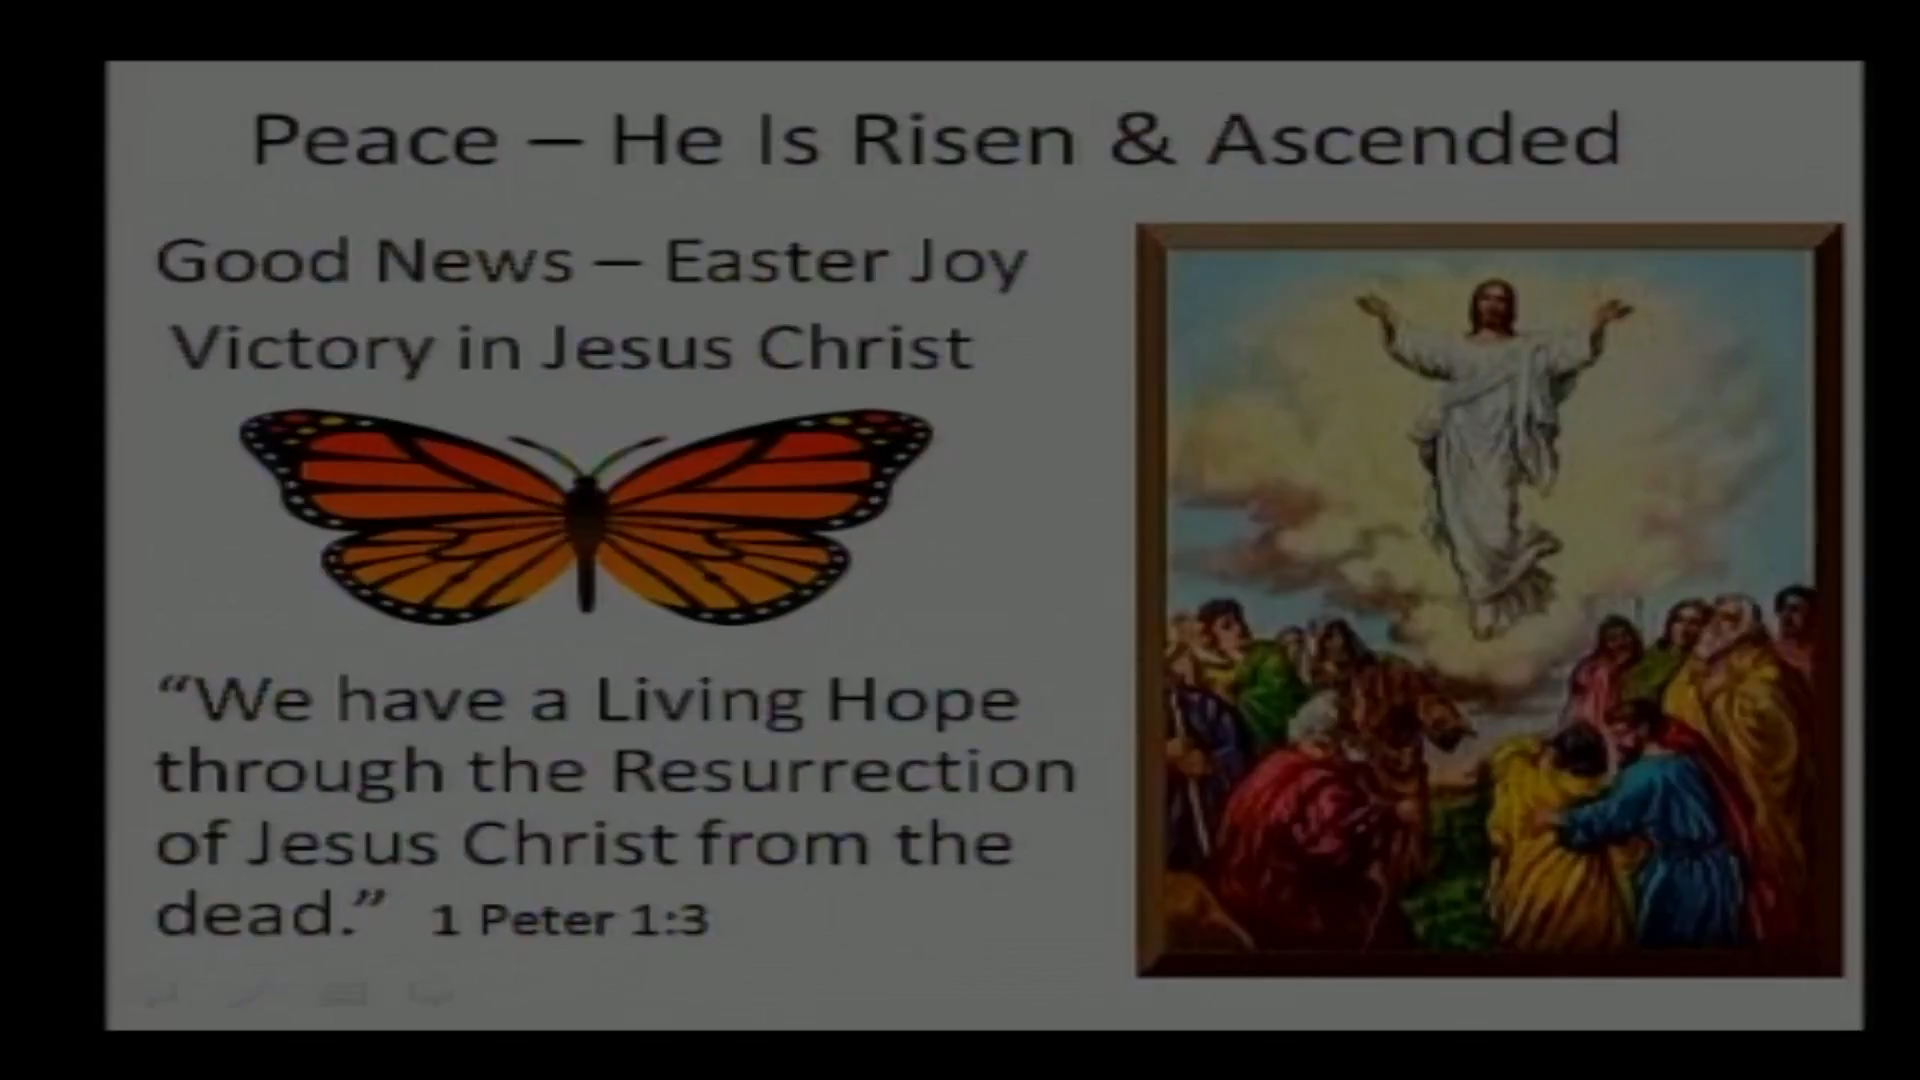 Peace – He Is Risen & Ascended
Good News – Easter Joy
Victory in Jesus Christ
“We have a Living Hope
through the Resurrection
of Jesus Christ from the
dead.” 1 Peter 1:3